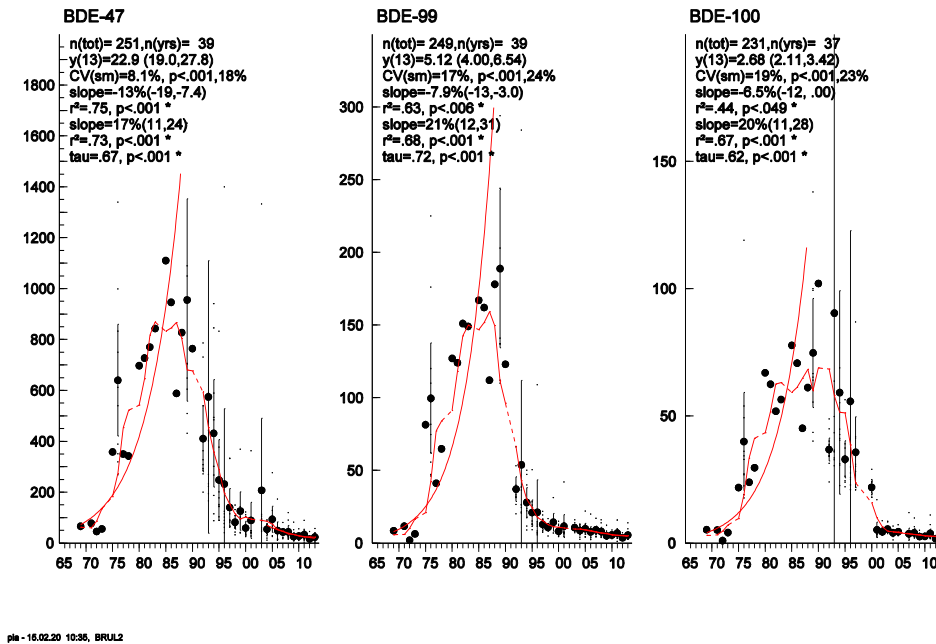 BDE-47
n(tot)= 251,n(yrs)= 39
y(13)=22.9 (19.0,27.8)
CV(sm)=8.1%, p<.001,18%
slope=-13%(-19,-7.4)
r²=.75, p<.001 *
slope=17%(11,24)
r²=.73, p<.001 *
tau=.67, p<.001 *
1800
1600
1400
1200
1000
800
600
400
200
0
65 70 75 80 85 90 95 00 05 10
BDE-99
n(tot)= 249,n(yrs)= 39
y(13)=5.12 (4.00,6.54)
CV(sm)=17%, p<.001,24%
slope=-7.9%(-13,-3.0)
r²=.63, p<.006 *
slope=21%(12,31)
r²=.68, p<.001 *
tau=.72, p<.001 *
300
250
200
150
100
50
0
65 70 75 80 85 90 95 00 05 10
BDE-100
n(tot)= 231,n(yrs)= 37
y(13)=2.68 (2.11,3.42)
CV(sm)=19%, p<.001,23%
slope=-6.5%(-12, .00)
r²=.44, p<.049 *
slope=20%(11,28)
r²=.67, p<.001 *
tau=.62, p<.001 *
150
100
50
0
65 70 75 80 85 90 95 00 05 10
pia - 15.02.20 10:35, BRUL2